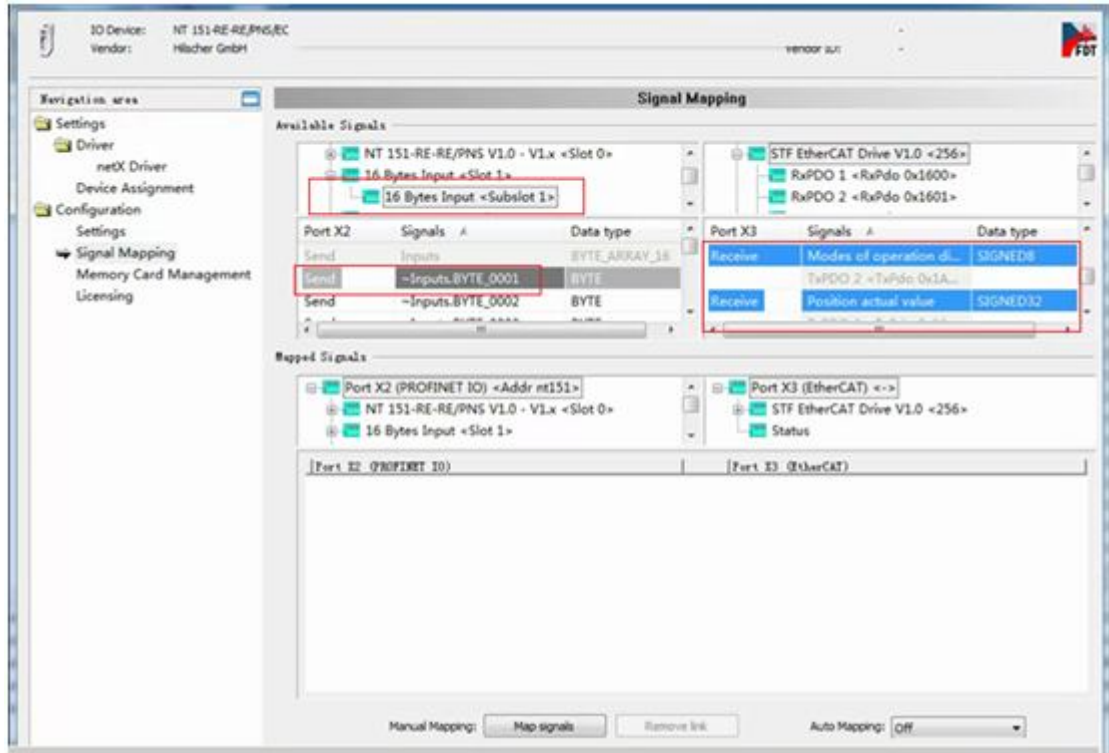 IO Device: NT 151-RE-RE/PNS/EC
Vendor: Hilscher GmbH Vendor ID: -
FDT
Navigation area
Signal Mapping
Settings
Driver
netX Driver
Device Assignment
Configuration
Settings
Signal Mapping
Memory Card Management
Licensing
Available Signals
NT 151-RE-RE/PNS V1.0 - V1.x <Slot 0>
16 Bytes Input <Slot 1>
16 Bytes Input <Subslot 1>
STF EtherCAT Drive V1.0 <256>
RxPDO 1 <RxPdo 0x1600>
RxPDO 2 <RxPdo 0x1601>
Port X2 Signals Data type
Send Inputs BYTE_ARRAY_16
Send ~Inputs.BYTE_0001 BYTE
Send ~Inputs.BYTE_0002 BYTE
Port X3 Signals Data type
Receive Modes of operation di... SIGNED8
TxPDO 2 <TxPdo 0x1A...
Receive Position actual value SIGNED32
Mapped Signals
Port X2 (PROFINET IO) <Addr nt151>
NT 151-RE-RE/PNS V1.0 - V1.x <Slot 0>
16 Bytes Input <Slot 1>
Port X3 (EtherCAT) <->
STF EtherCAT Drive V1.0 <256>
Status
Port X2 (PROFINET IO) Port X3 (EtherCAT)
Manual Mapping: Map signals Remove link Auto Mapping: Off